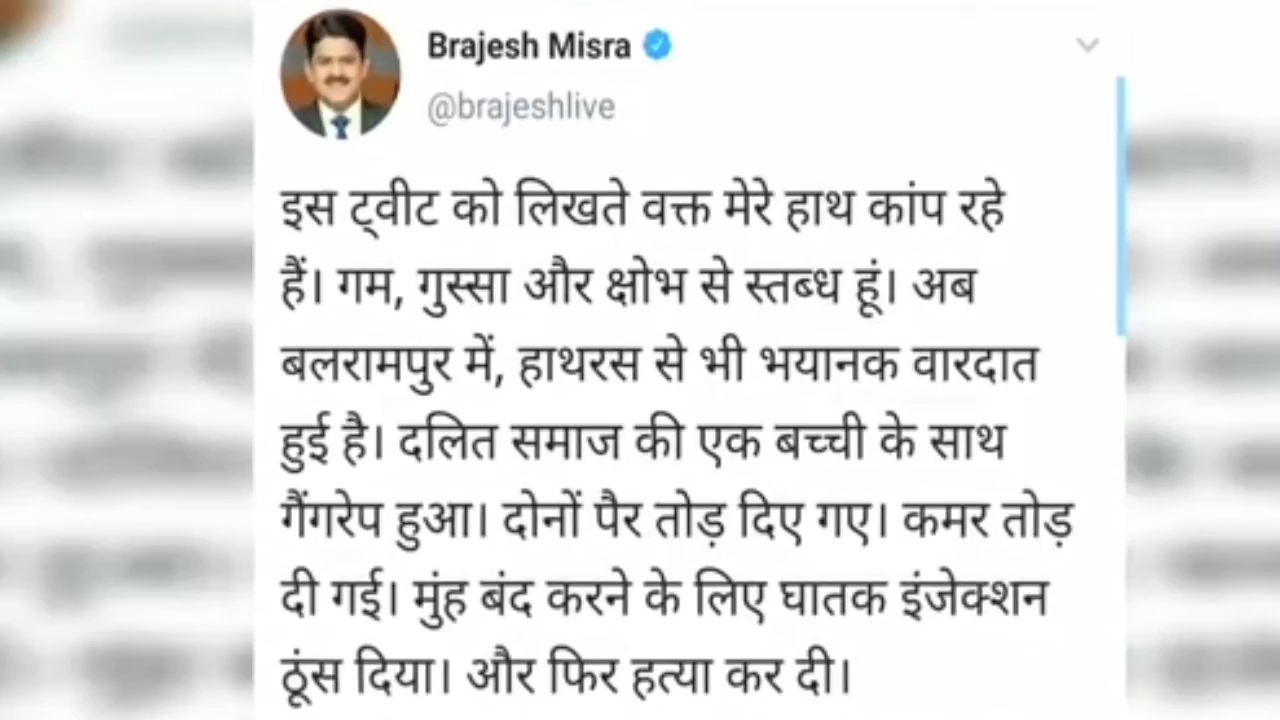 Brajesh Misra
@brajeshlive
इस ट्वीट को लिखते वक्त मेरे हाथ कांप रहे
हैं। गम, गुस्सा और क्षोभ से स्तब्ध हूं। अब
बलरामपुर में, हाथरस से भी भयानक वारदात
हुई है। दलित समाज की एक बच्ची के साथ
गैंगरेप हुआ। दोनों पैर तोड़ दिए गए। कमर तोड़
दी गई। मुंह बंद करने के लिए घातक इंजेक्शन
ठूंस दिया। और फिर हत्या कर दी।